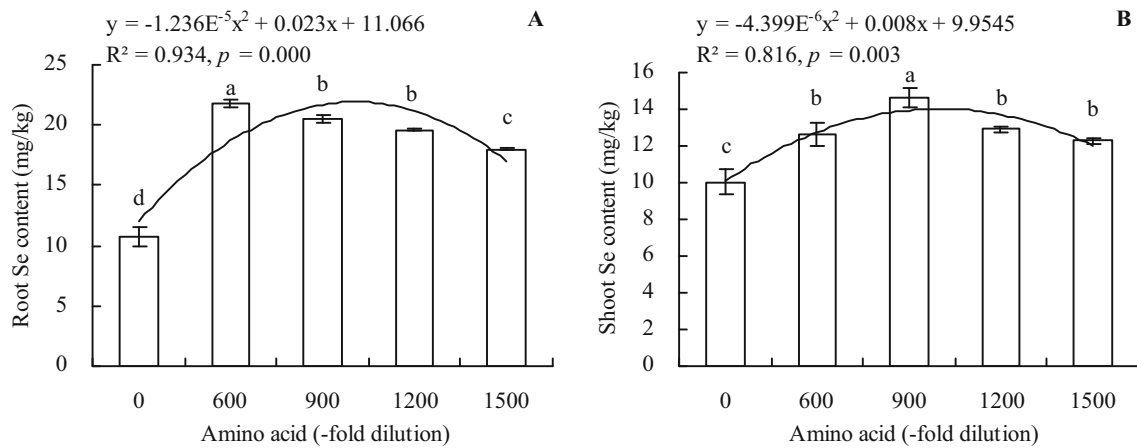 y = -1.236E⁻⁵x² + 0.023x + 11.066
R² = 0.934, p = 0.000
A
25
20
15
10
5
0
Root Se content (mg/kg)
d
a
b
b
c
0 600 900 1200 1500
Amino acid (-fold dilution)
y = -4.399E⁻⁶x² + 0.008x + 9.9545
R² = 0.816, p = 0.003
B
16
14
12
10
8
6
4
2
0
Shoot Se content (mg/kg)
c
b
a
b
b
0 600 900 1200 1500
Amino acid (-fold dilution)